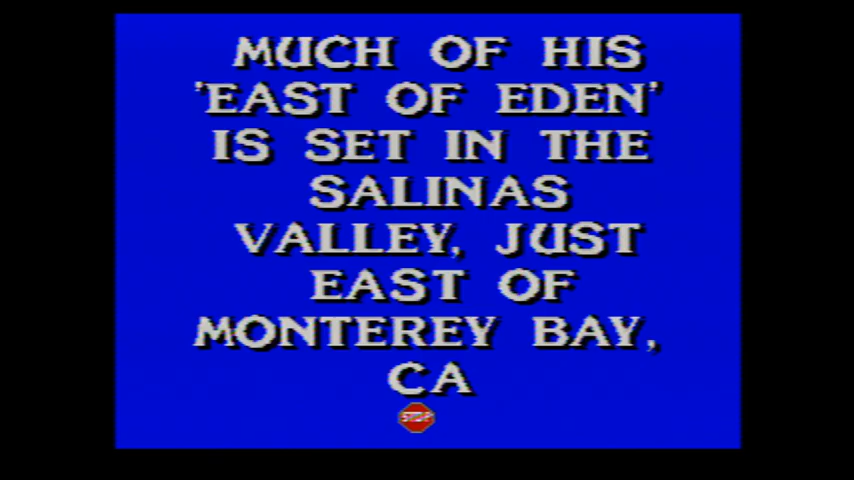 MUCH OF HIS
'EAST OF EDEN'
IS SET IN THE
SALINAS
VALLEY, JUST
EAST OF
MONTEREY BAY,
CA
STOP